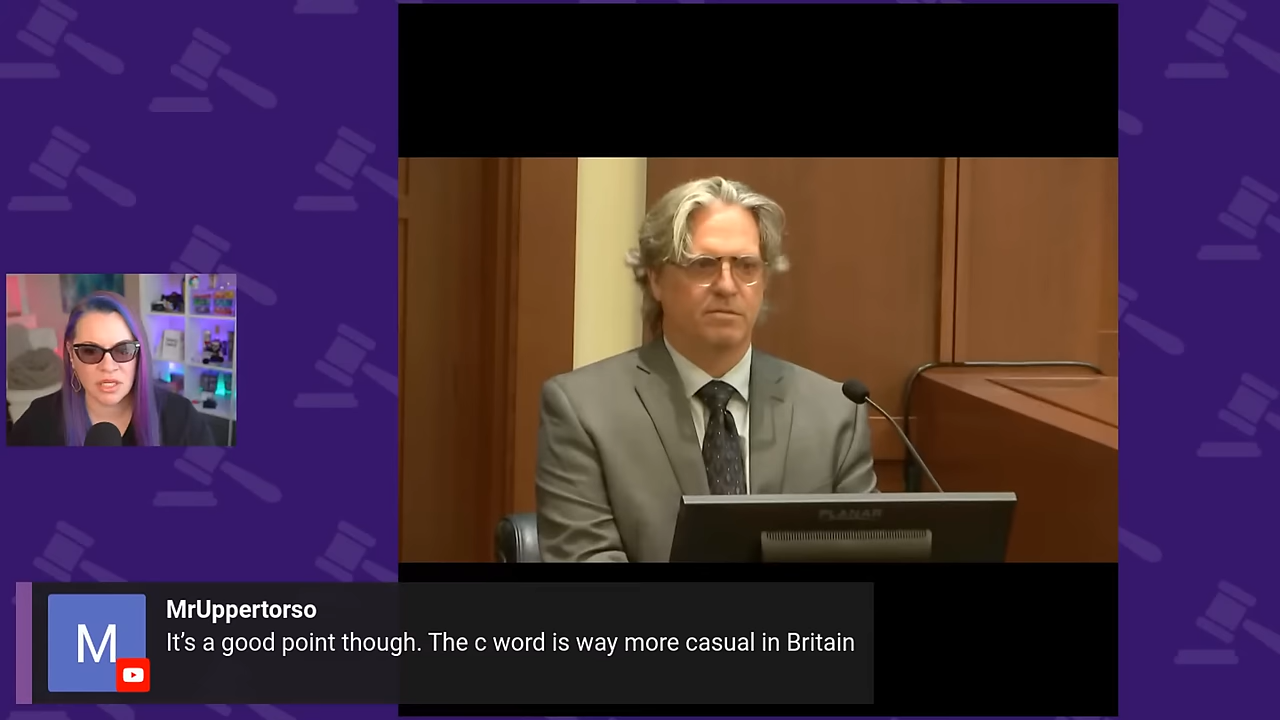 PLANAR
MrUppertorso
M
It's a good point though. The c word is way more casual in Britain